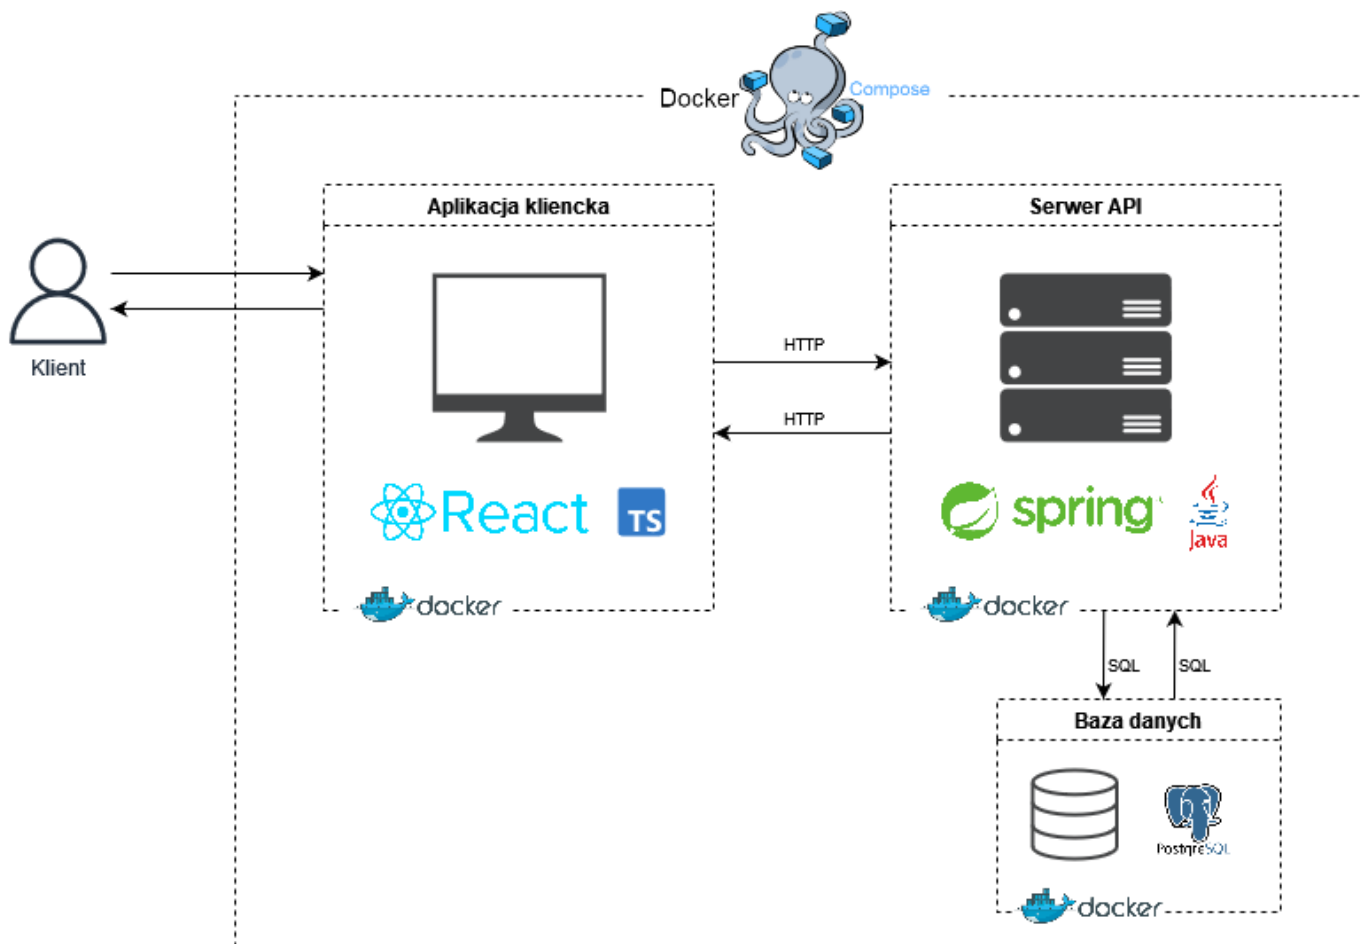 Docker
Compose
Aplikacja kliencka
Serwer API
Klient
HTTP
HTTP
React
TS
spring
Java
docker
docker
SQL
SQL
Baza danych
PostgreSQL
docker